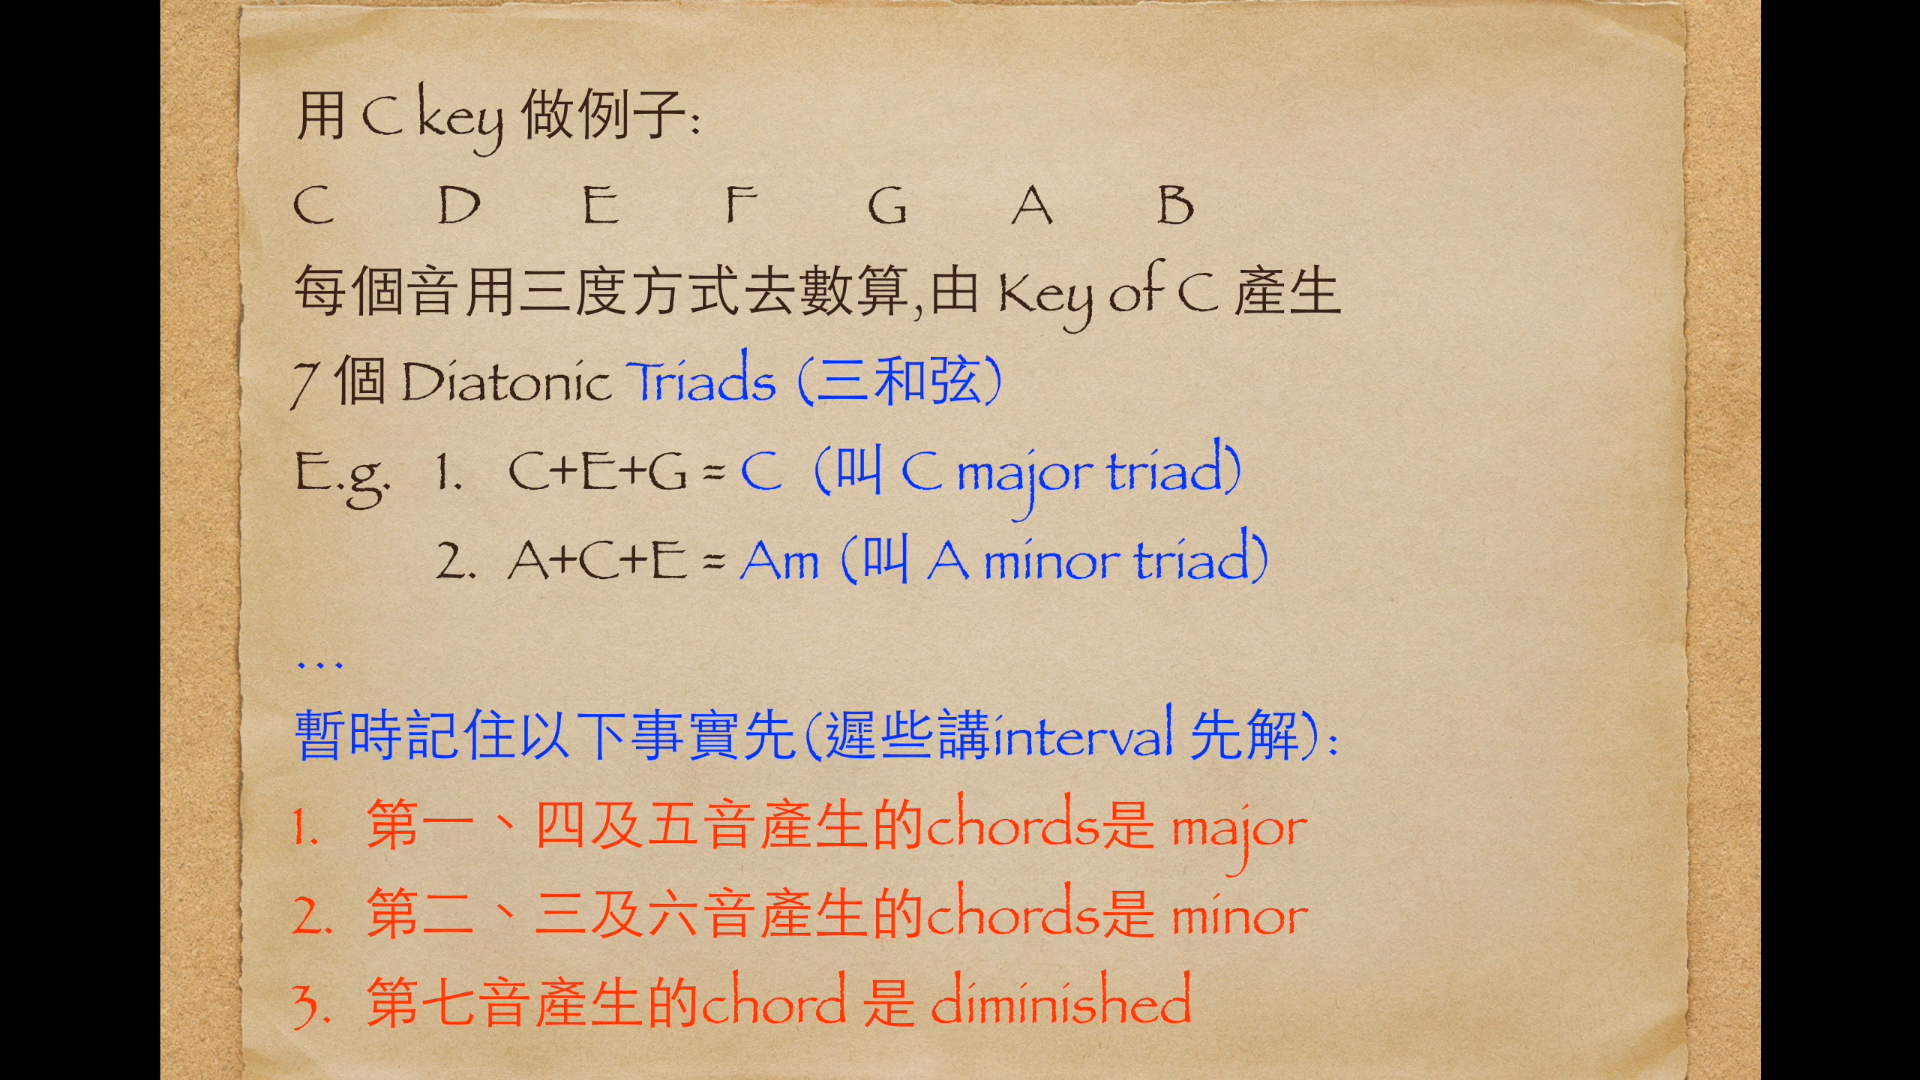 用 C key 做例子:
C D E F G A B
每個音用三度方式去數算,由 Key of C 產生
7 個 Diatonic Triads (三和弦)
E.g. 1. C+E+G = C (叫 C major triad)
2. A+C+E = Am (叫 A minor triad)
...
暫時記住以下事實先(遲些講interval 先解):
1. 第一、四及五音產生的chords是 major
2. 第二、三及六音產生的chords是 minor
3. 第七音產生的chord 是 diminished